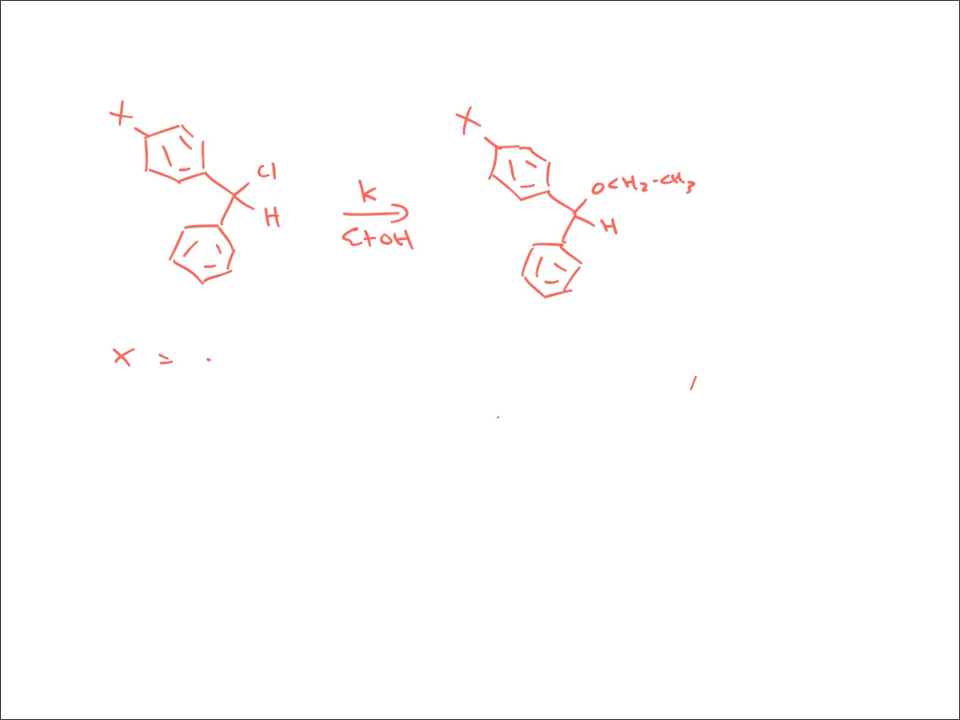 X X
Cl H k EtOH OCH2-CH3 H
X = .